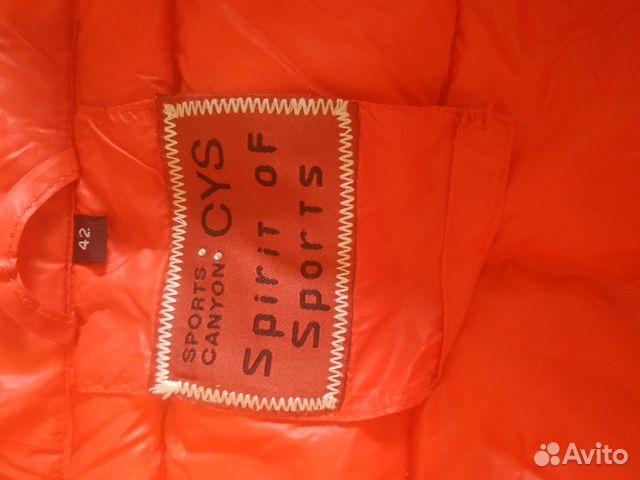 SPORTS:
CANYON: CYS
Spirit OF
SportS
42
Avito